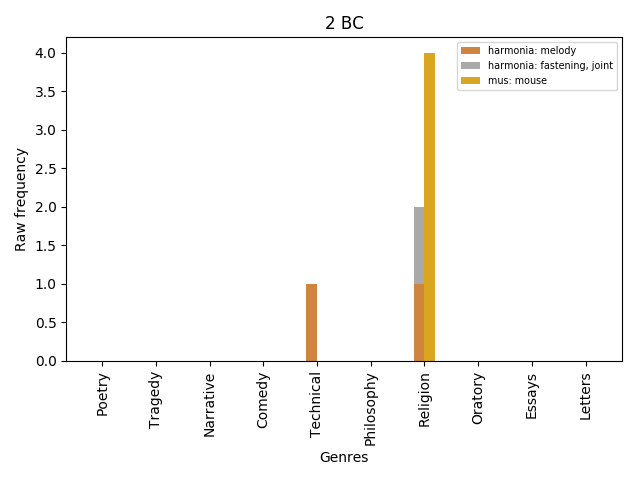 2 BC
harmonia: melody
harmonia: fastening, joint
mus: mouse
4.0
3.5
3.0
2.5
2.0
1.5
1.0
0.5
0.0
Raw frequency
Poetry
Tragedy
Narrative
Comedy
Technical
Philosophy
Religion
Oratory
Essays
Letters
Genres